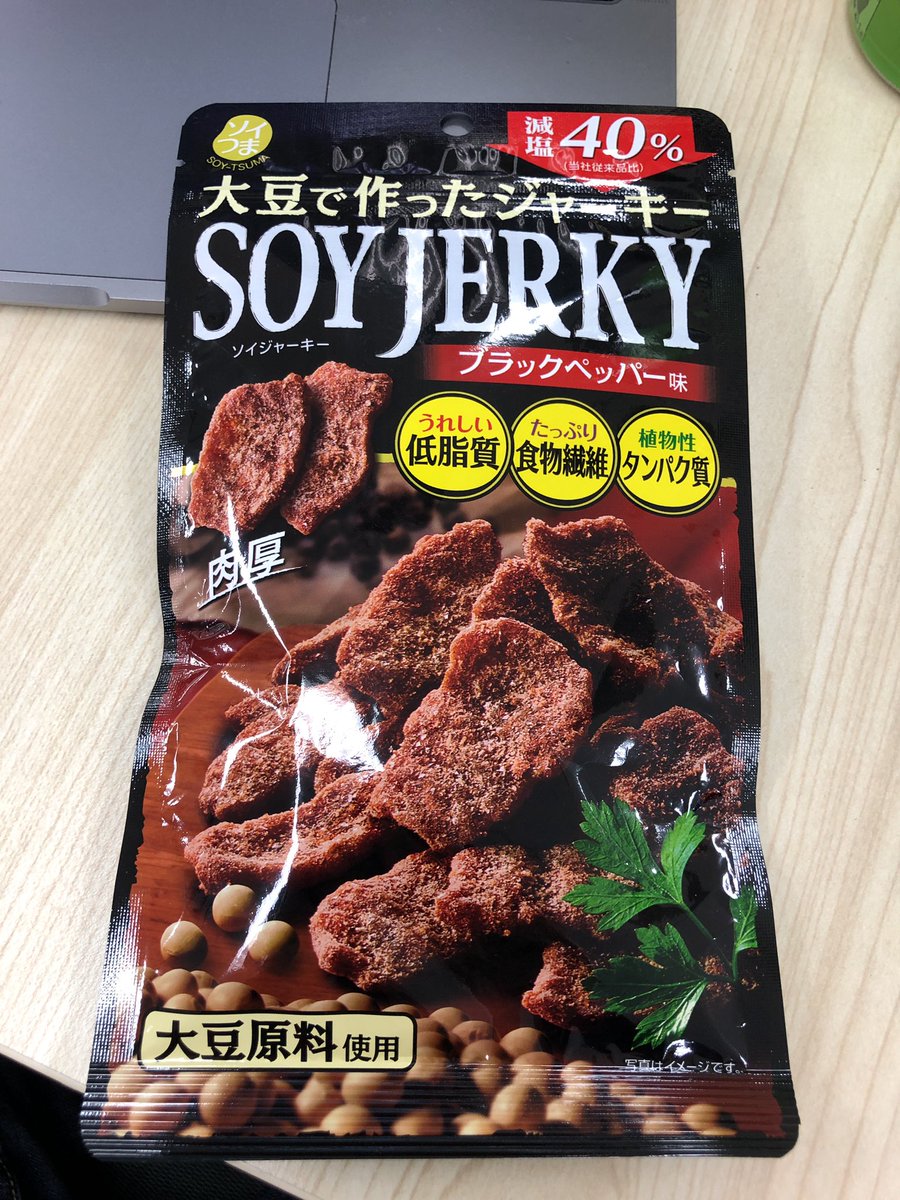 ソイ
つま
SOY-TSUMA
減塩 40%
(当社従来品比)
大豆で作ったジャーキー
SOY JERKY
ソイジャーキー
ブラックペッパー味
うれしい
低脂質
たっぷり
食物繊維
植物性
タンパク質
肉厚
大豆原料使用
写真はイメージです。